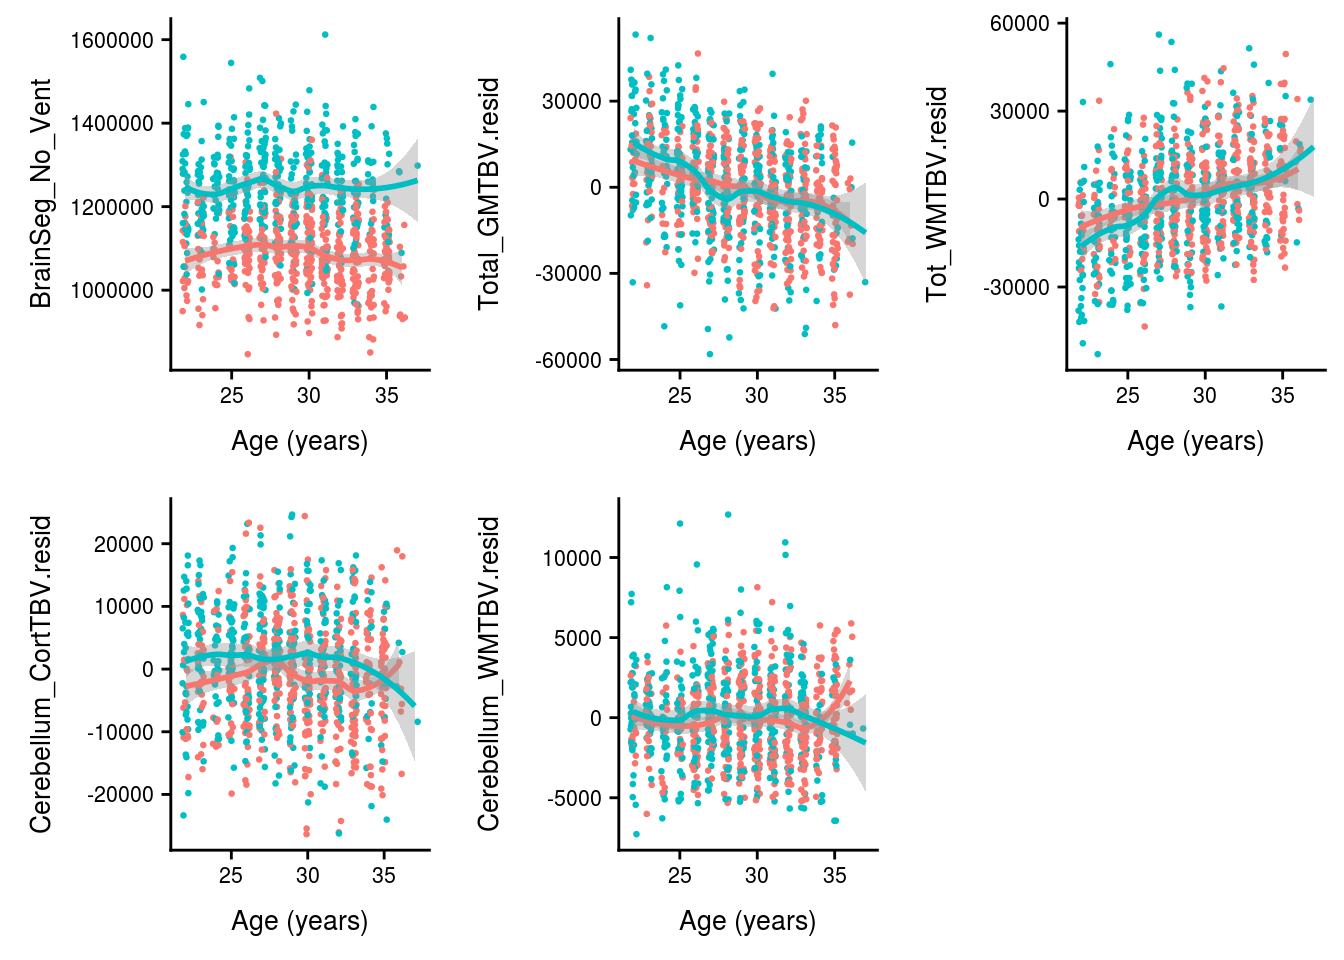 BrainSeg_No_Vent
1600000
1400000
1200000
1000000
25 30 35
Age (years)
Total_GMTBV.resid
30000
0
-30000
-60000
25 30 35
Age (years)
Tot_WMTBV.resid
60000
30000
0
-30000
25 30 35
Age (years)
Cerebellum_CortTBV.resid
20000
10000
0
-10000
-20000
25 30 35
Age (years)
Cerebellum_WMTBV.resid
10000
5000
0
-5000
25 30 35
Age (years)